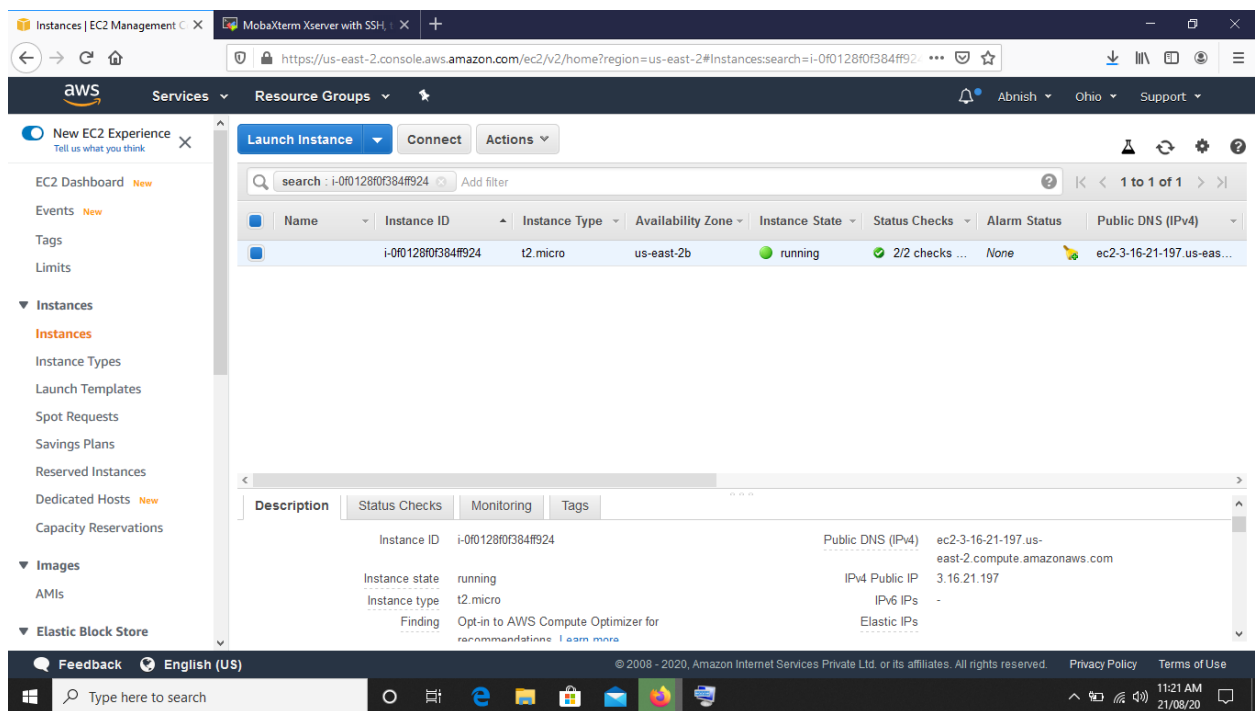 Instances | EC2 Management C
MobaXterm Xserver with SSH, t
https://us-east-2.console.aws.amazon.com/ec2/v2/home?region=us-east-2#Instances:search=i-0f0128f0f384ff924
aws Services Resource Groups Abnish Ohio Support
New EC2 Experience
Tell us what you think
EC2 Dashboard New
Events New
Tags
Limits
Instances
Instances
Instance Types
Launch Templates
Spot Requests
Savings Plans
Reserved Instances
Dedicated Hosts New
Capacity Reservations
Images
AMIs
Elastic Block Store
Launch Instance Connect Actions
search : i-0f0128f0f384ff924 Add filter 1 to 1 of 1
Name Instance ID Instance Type Availability Zone Instance State Status Checks Alarm Status Public DNS (IPv4)
i-0f0128f0f384ff924 t2.micro us-east-2b running 2/2 checks ... None ec2-3-16-21-197.us-eas...
Description Status Checks Monitoring Tags
Instance ID i-0f0128f0f384ff924
Instance state running
Instance type t2.micro
Finding Opt-in to AWS Compute Optimizer for
recommendations. Learn more
Public DNS (IPv4) ec2-3-16-21-197.us-
east-2.compute.amazonaws.com
IPv4 Public IP 3.16.21.197
IPv6 IPs -
Elastic IPs
Feedback English (US) © 2008 - 2020, Amazon Internet Services Private Ltd. or its affiliates. All rights reserved. Privacy Policy Terms of Use
Type here to search
11:21 AM
21/08/20